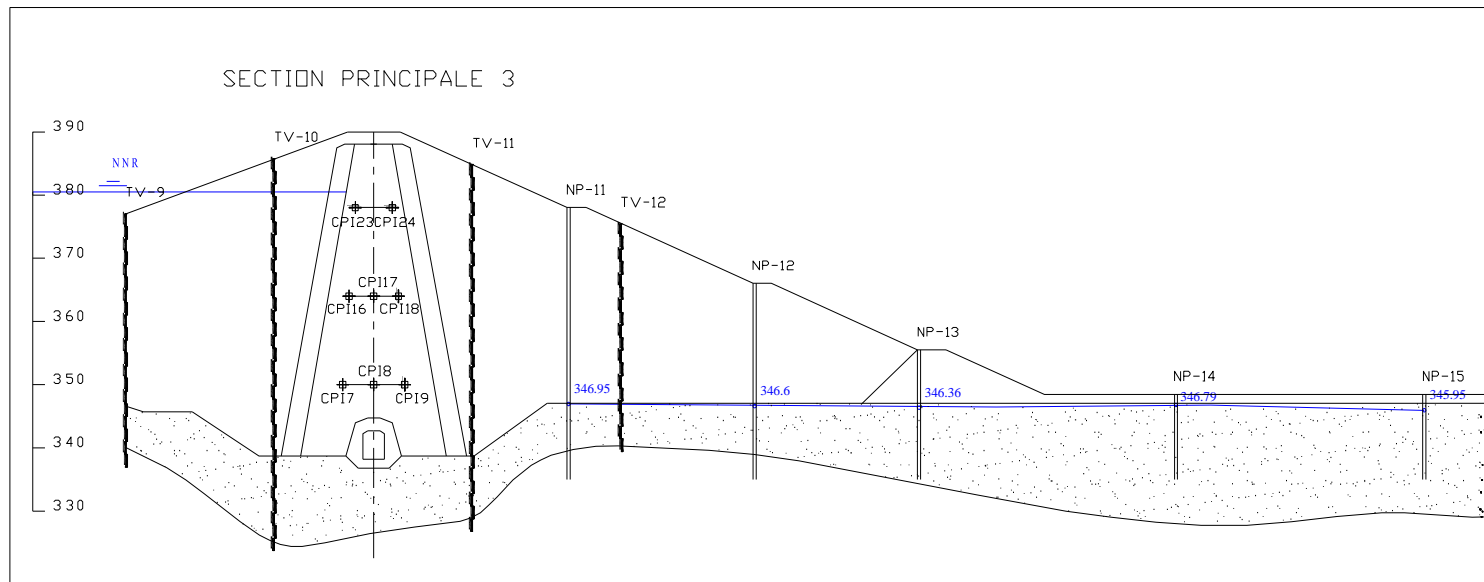 SECTION PRINCIPALE 3
390
TV-10
TV-11
NNR
380
TV-9
NP-11
TV-12
CPI23
CPI24
370
NP-12
CPI17
CPI16
CPI18
360
NP-13
CPI8
350
346.95
346.6
346.36
NP-14
NP-15
CPI7
CPI9
346.79
345.95
340
330